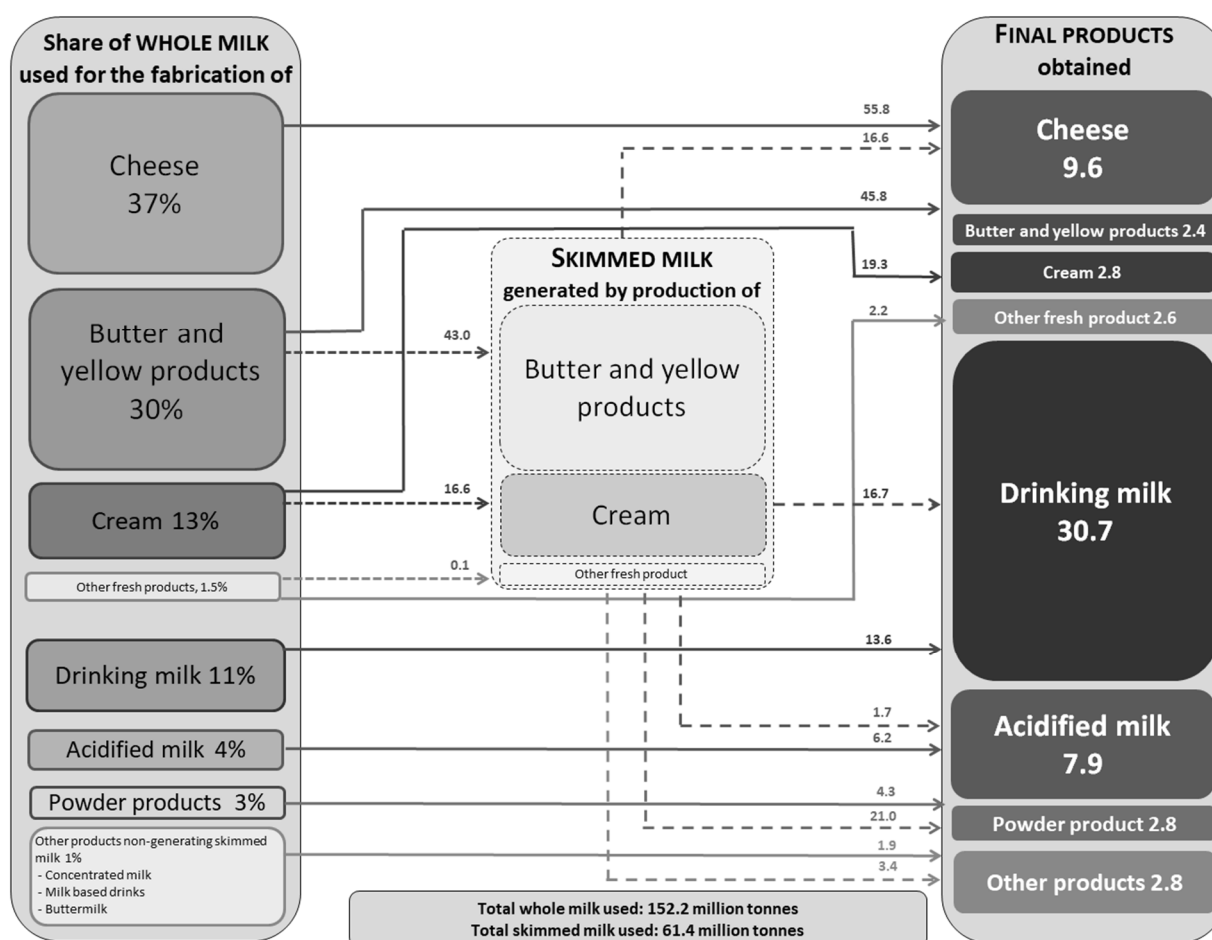 Share of WHOLE MILK
used for the fabrication of
Cheese
37%
Butter and
yellow products
30%
Cream 13%
Other fresh products, 1.5%
Drinking milk 11%
Acidified milk 4%
Powder products 3%
Other products non-generating skimmed
milk 1%
- Concentrated milk
- Milk based drinks
- Buttermilk
43.0
16.6
0.1
SKIMMED MILK
generated by production of
Butter and yellow
products
Cream
Other fresh product
55.8
16.6
45.8
19.3
2.2
16.7
13.6
1.7
6.2
4.3
21.0
1.9
3.4
FINAL PRODUCTS
obtained
Cheese
9.6
Butter and yellow products 2.4
Cream 2.8
Other fresh product 2.6
Drinking milk
30.7
Acidified milk
7.9
Powder product 2.8
Other products 2.8
Total whole milk used: 152.2 million tonnes
Total skimmed milk used: 61.4 million tonnes